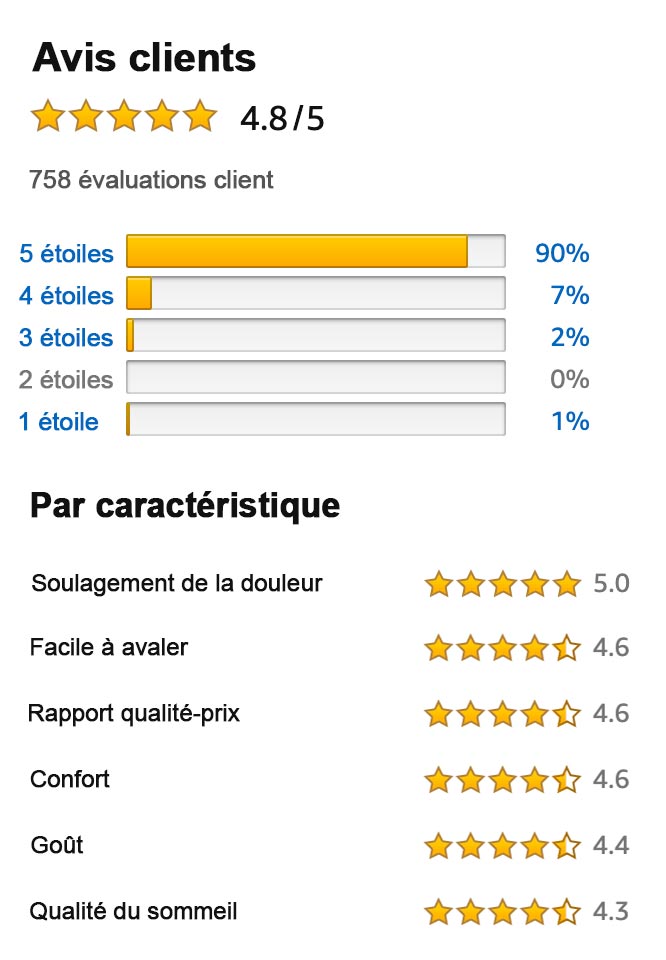 Avis clients
4.8/5
758 évaluations client
5 étoiles 90%
4 étoiles 7%
3 étoiles 2%
2 étoiles 0%
1 étoile 1%
Par caractéristique
Soulagement de la douleur 5.0
Facile à avaler 4.6
Rapport qualité-prix 4.6
Confort 4.6
Goût 4.4
Qualité du sommeil 4.3